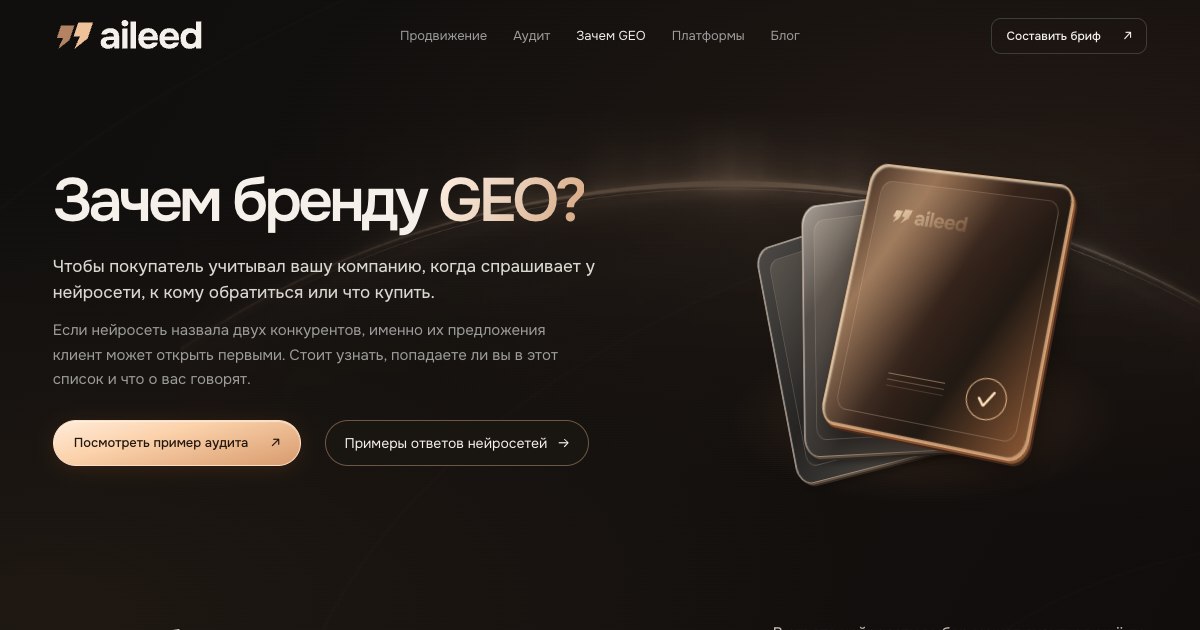 aileed
Продвижение
Аудит
Зачем GEO
Платформы
Блог
Составить бриф
Зачем бренду GEO?
Чтобы покупатель учитывал вашу компанию, когда спрашивает у
нейросети, к кому обратиться или что купить.
Если нейросеть назвала двух конкурентов, именно их предложения
клиент может открыть первыми. Стоит узнать, попадаете ли вы в этот
список и что о вас говорят.
Посмотреть пример аудита
Примеры ответов нейросетей
aileed